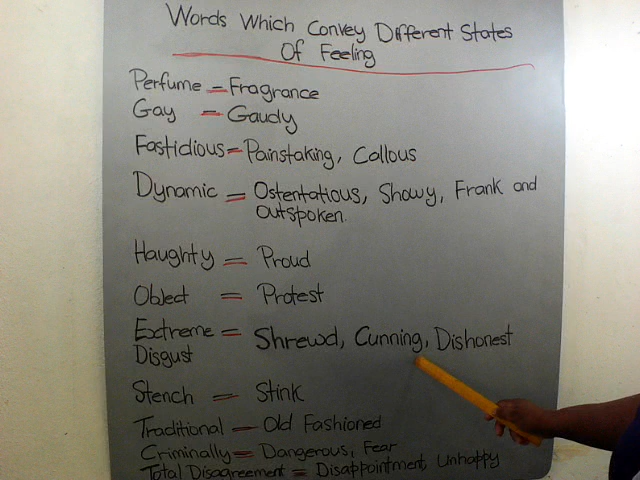 Words Which Convey Different States
Of Feeling
Perfume = Fragrance
Gay = Gaudy
Fastidious = Painstaking, Callous
Dynamic = Ostentatious, Showy, Frank and
outspoken.
Haughty = Proud
Object = Protest
Extreme = Shrewd, Cunning, Dishonest
Disgust
Stench = Stink
Traditional = Old Fashioned
Criminally = Dangerous, Fear
Total Disagreement = Disappointment, Unhappy